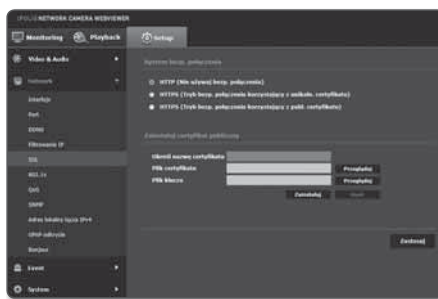 iPOLiS NETWORK CAMERA WEBVIEWER
Monitoring
Playback
Setup
Video & Audio
Network
Interfejs
Port
DDNS
Filtrowanie IP
SSL
802.1x
QoS
SNMP
Adres lokalny łącza IPv4
UPnP odkrycie
Bonjour
Event
System
System bezp. połączenia
HTTP (Nie używaj bezp. połączenia)
HTTPS (Tryb bezp. połączenia korzystający z unikaln. certyfikatu)
HTTPS (Tryb bezp. połączenia korzystający z publ. certyfikatu)
Zainstaluj certyfikat publiczny
Określ nazwę certyfikatu
Plik certyfikatu
Przeglądaj
Plik klucza
Przeglądaj
Zainstaluj
Zastosuj